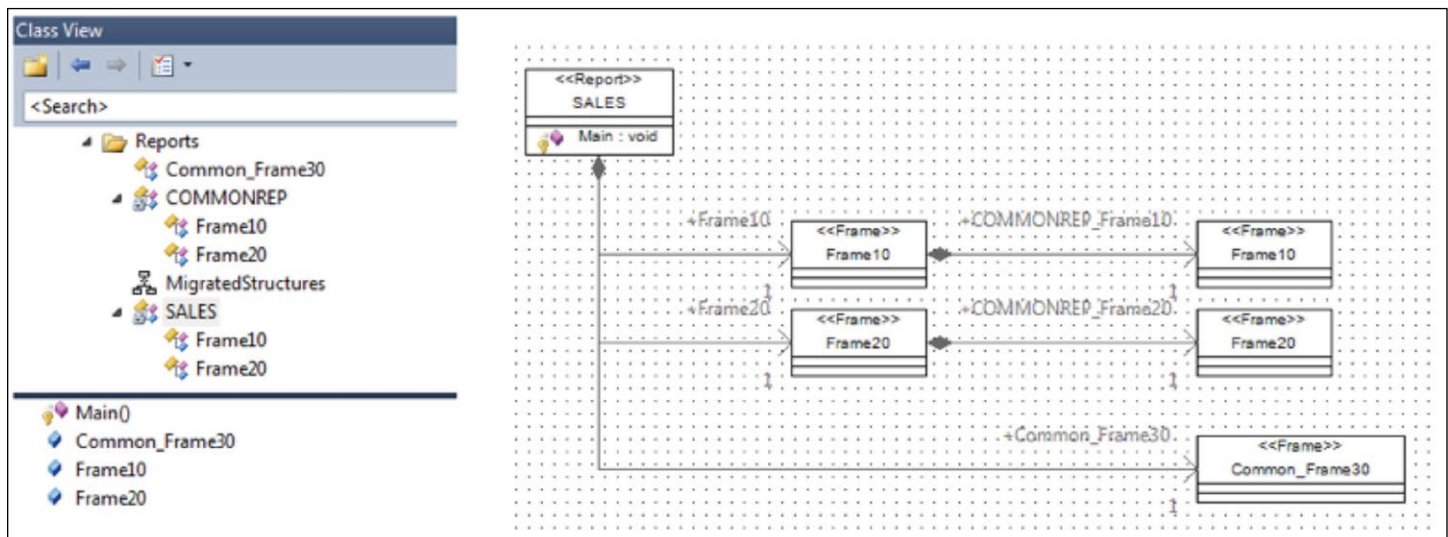 Class View
<Search>
Reports
Common_Frame30
COMMONREP
Frame10
Frame20
MigratedStructures
SALES
Frame10
Frame20
Main()
Common_Frame30
Frame10
Frame20
<<Report>>
SALES
Main : void
+Frame10
<<Frame>>
Frame10
1
+COMMONREP_Frame10
<<Frame>>
Frame10
1
+Frame20
<<Frame>>
Frame20
1
+COMMONREP_Frame20
<<Frame>>
Frame20
1
+Common_Frame30
<<Frame>>
Common_Frame30
1